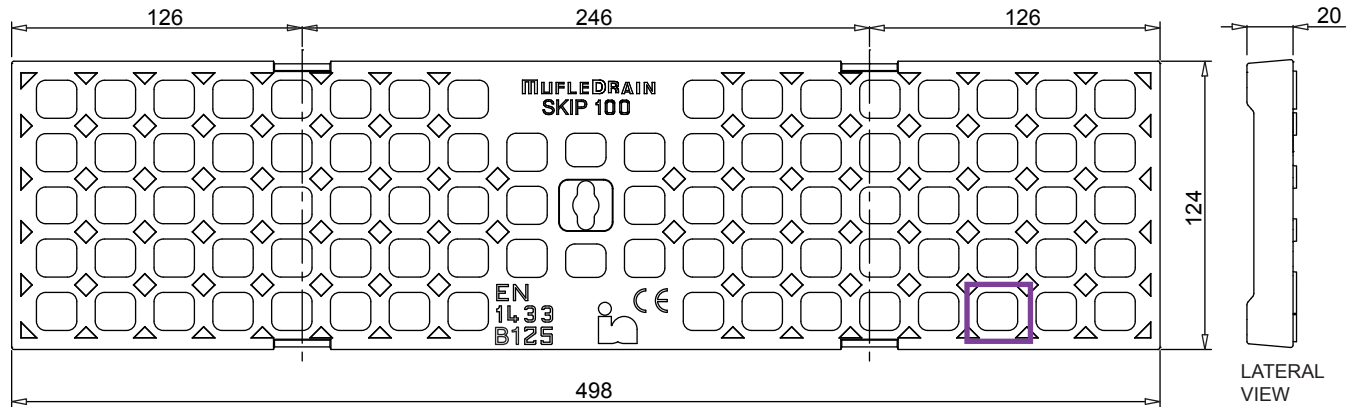 126 246 126 20
MUFLEDRAIN
SKIP 100
124
EN
1433
B125
CE
498
LATERAL
VIEW